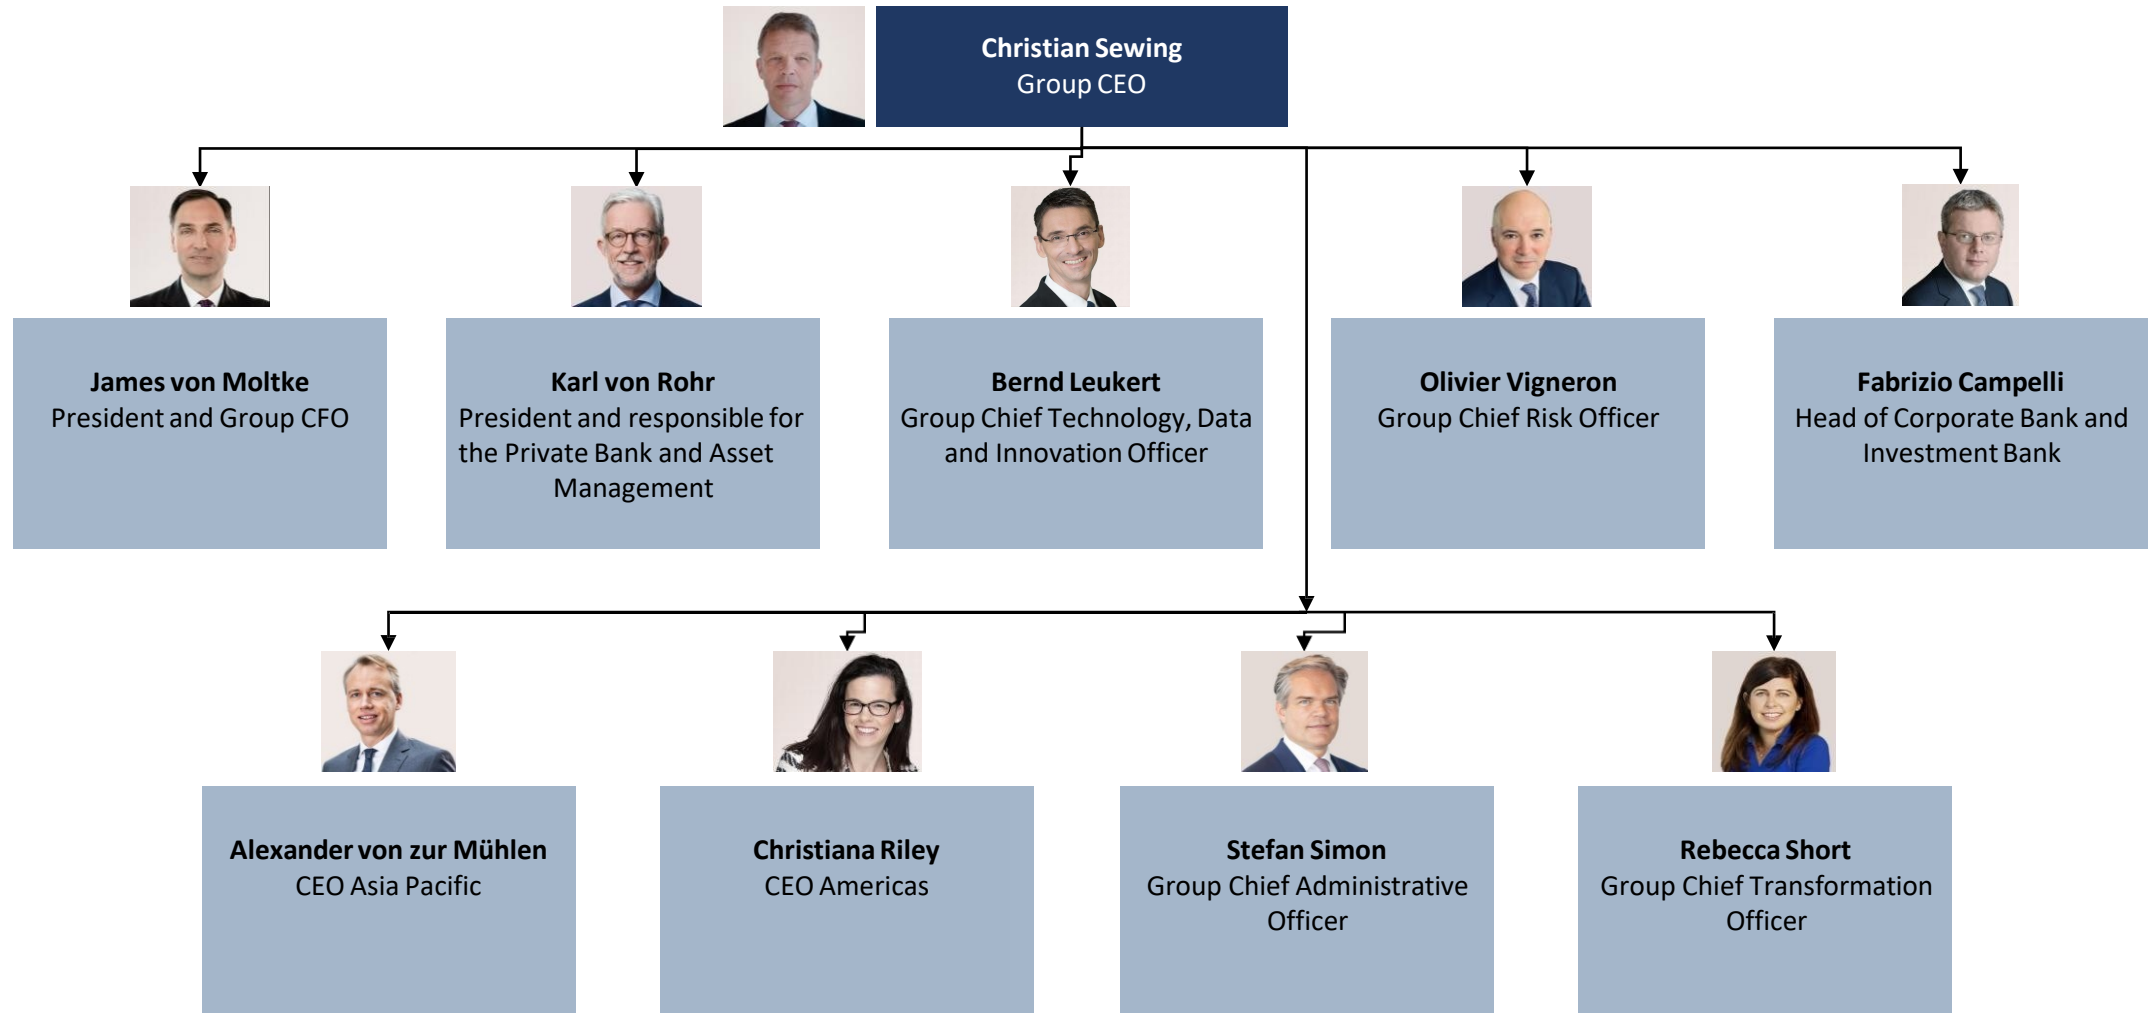 Christian Sewing
Group CEO
James von Moltke
President and Group CFO
Karl von Rohr
President and responsible for
the Private Bank and Asset
Management
Bernd Leukert
Group Chief Technology, Data
and Innovation Officer
Olivier Vigneron
Group Chief Risk Officer
Fabrizio Campelli
Head of Corporate Bank and
Investment Bank
Alexander von zur Mühlen
CEO Asia Pacific
Christiana Riley
CEO Americas
Stefan Simon
Group Chief Administrative
Officer
Rebecca Short
Group Chief Transformation
Officer